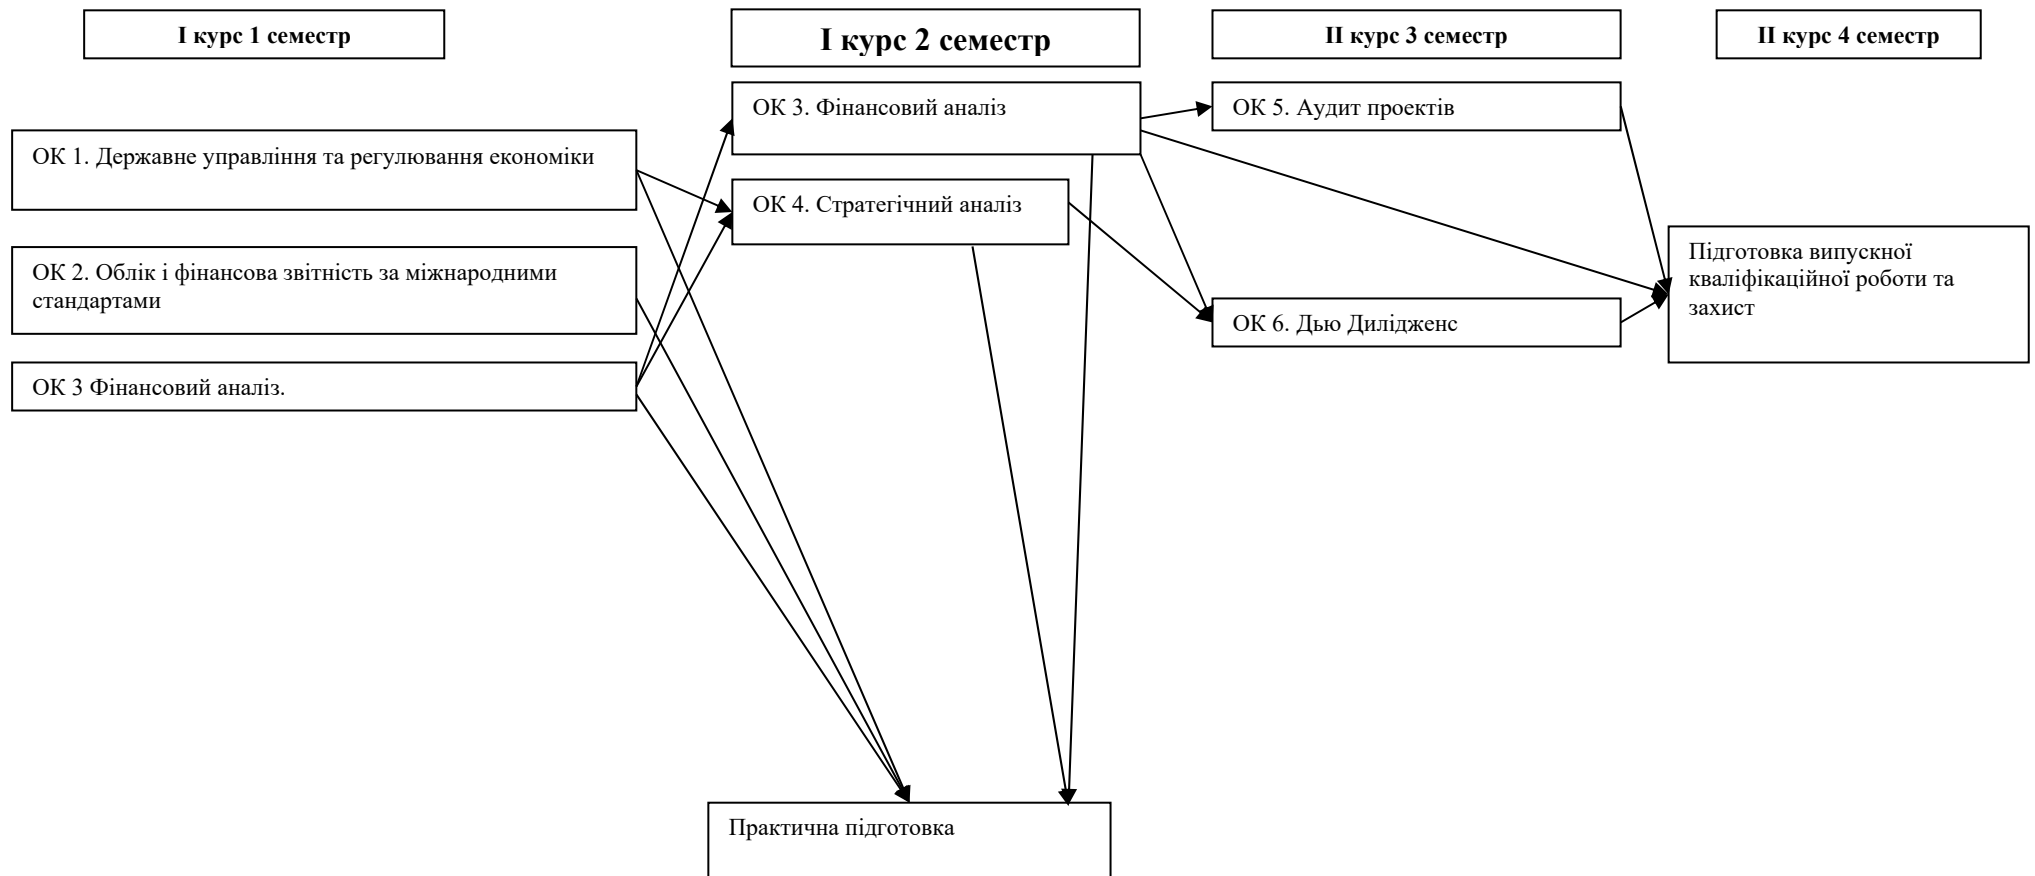 І курс 1 семестр
І курс 2 семестр
ІІ курс 3 семестр
ІІ курс 4 семестр
ОК 1. Державне управління та регулювання економіки
ОК 2. Облік і фінансова звітність за міжнародними
стандартами
ОК 3 Фінансовий аналіз.
ОК 3. Фінансовий аналіз
ОК 4. Стратегічний аналіз
ОК 5. Аудит проектів
ОК 6. Дью Дилідженс
Підготовка випускної
кваліфікаційної роботи та
захист
Практична підготовка